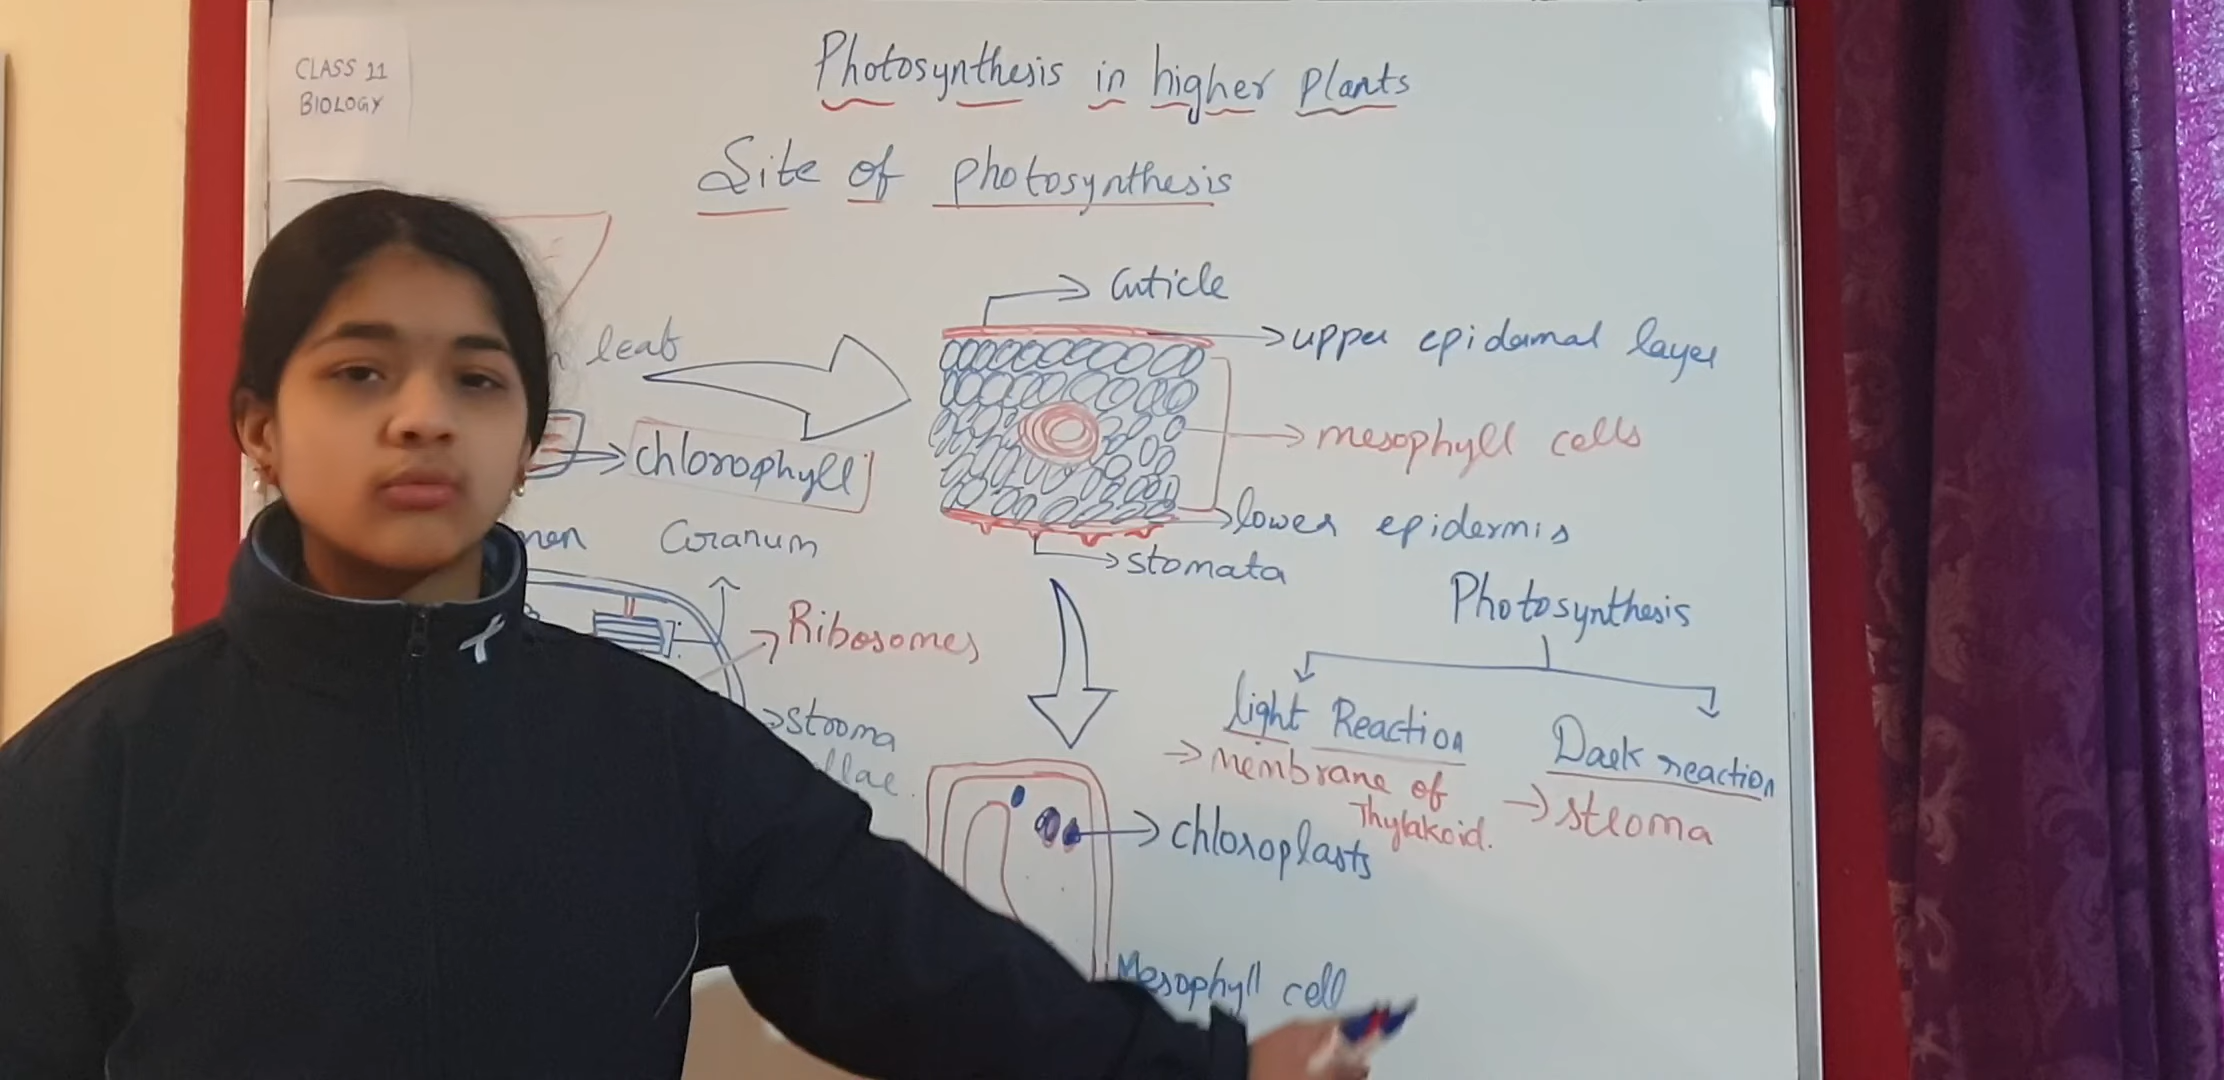 CLASS 11
BIOLOGY
Photosynthesis in higher plants
Site of photosynthesis
Cuticle
upper epidermal layer
leaf
chlorophyll
mesophyll cells
lower epidermis
stomata
Granum
Ribosomes
strooma
Photosynthesis
light Reaction
membrane of
Thylakoid.
Dark reaction
stroma
chloroplasts
Mesophyll cell